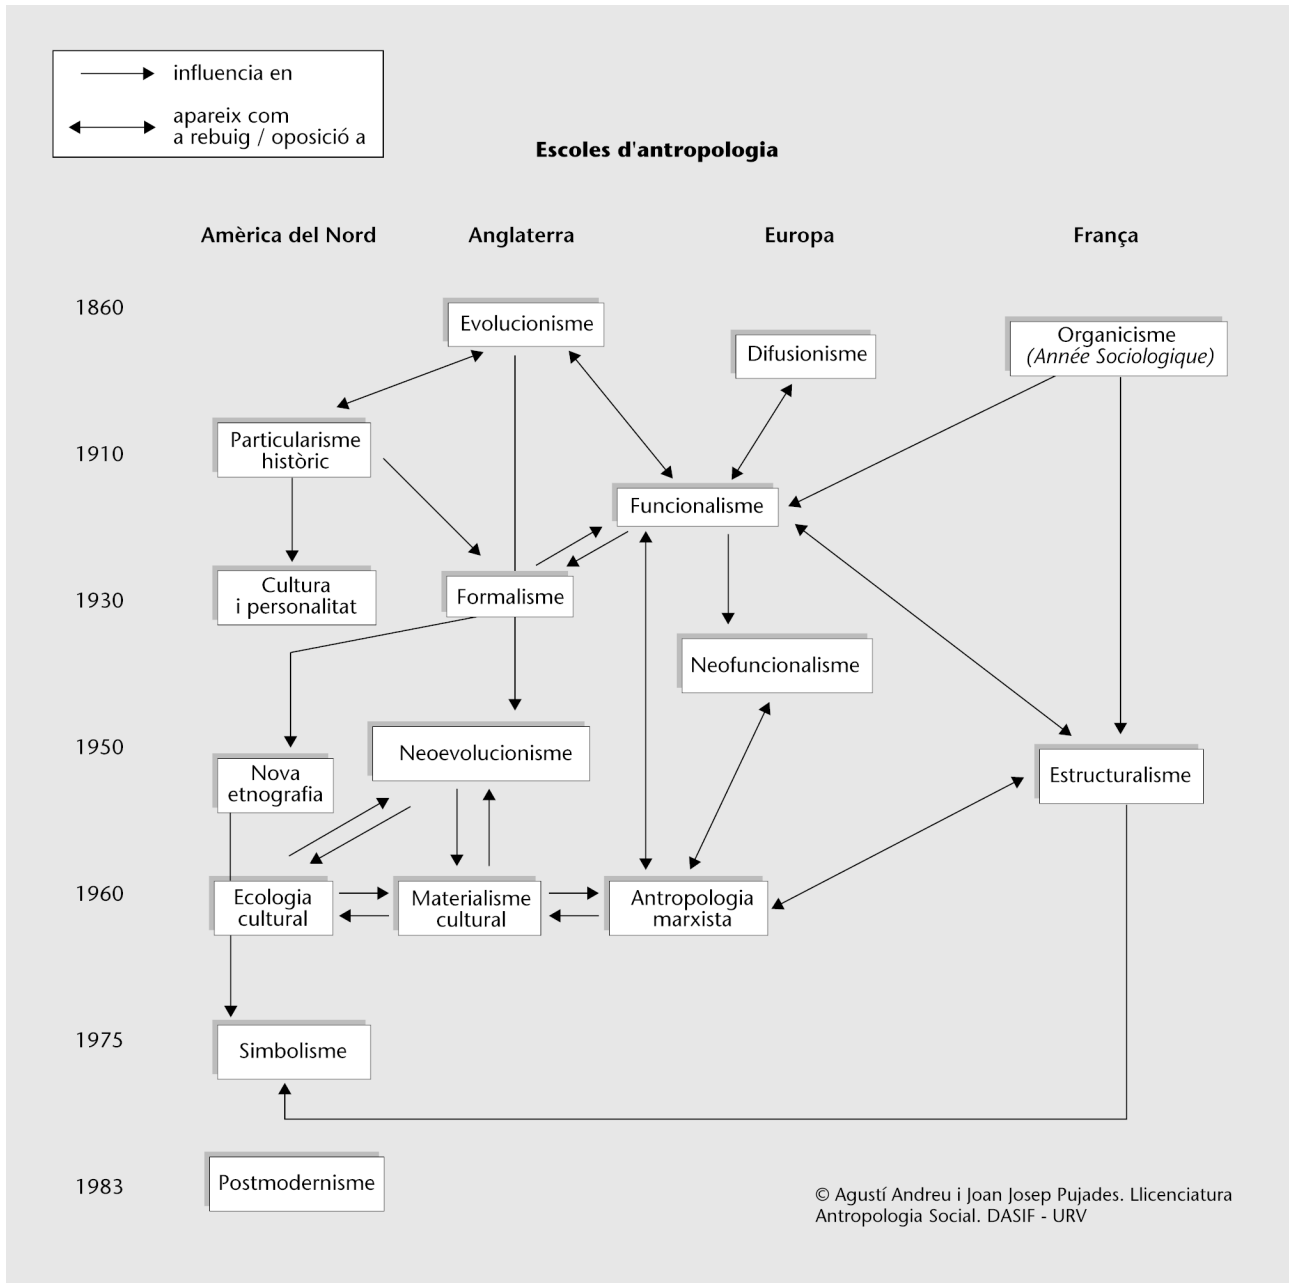 influencia en
apareix com
a rebuig / oposició a
Escoles d'antropologia
Amèrica del Nord
Anglaterra
Europa
França
1860
Evolucionisme
Difusionisme
Organicisme
(Année Sociologique)
1910
Particularisme
històric
Funcionalisme
1930
Cultura
i personalitat
Formalisme
Neofuncionalisme
1950
Nova
etnografia
Neoevolucionisme
Estructuralisme
1960
Ecologia
cultural
Materialisme
cultural
Antropologia
marxista
1975
Simbolisme
1983
Postmodernisme
© Agustí Andreu i Joan Josep Pujades. Llicenciatura
Antropologia Social. DASIF - URV